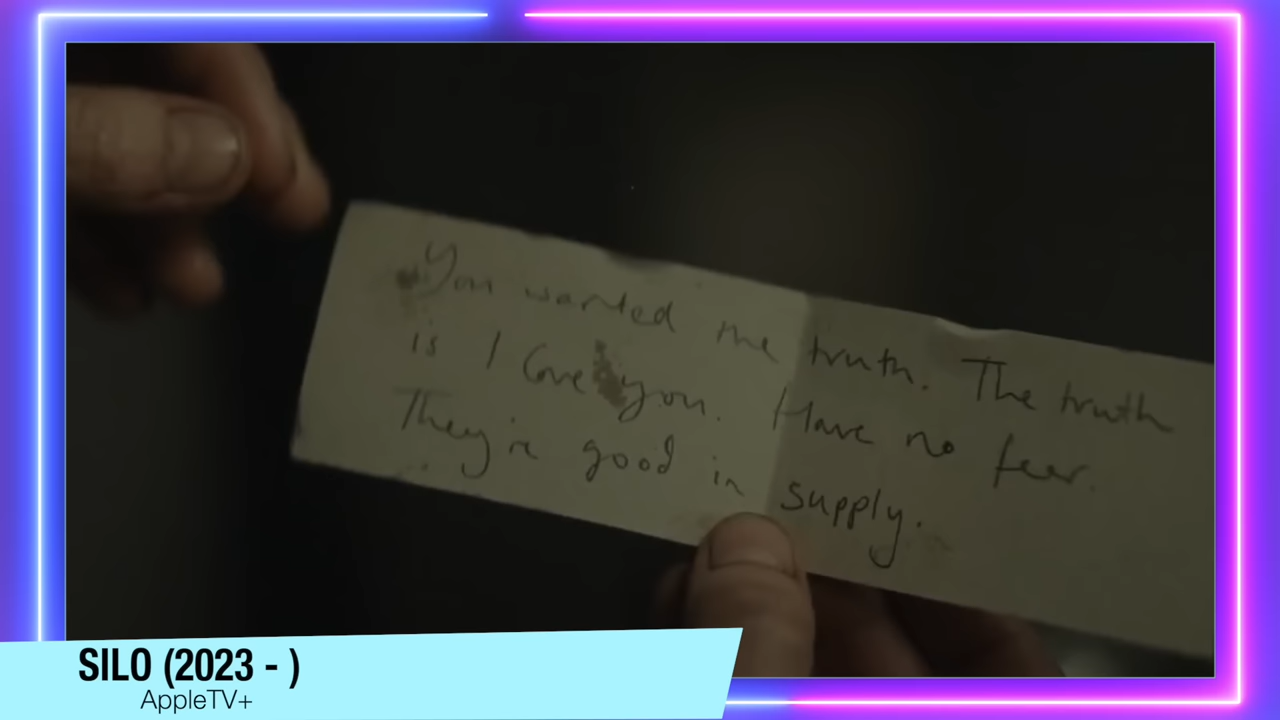 You wanted the truth. The truth
is I love you. Have no fear.
They're good in supply.
SILO (2023 - )
AppleTV+